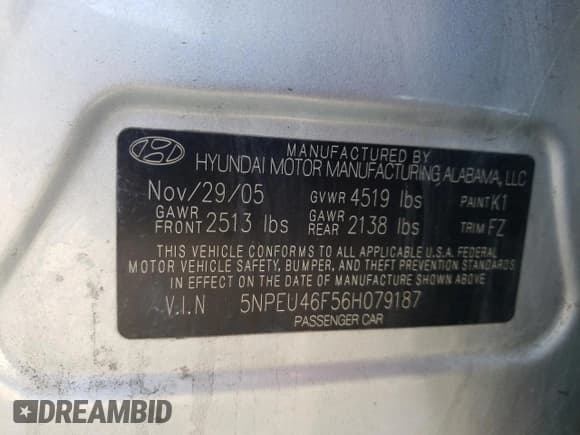 MANUFACTURED BY
HYUNDAI MOTOR MANUFACTURING ALABAMA, LLC
Nov/29/05 GVWR 4519 lbs PAINT K1
GAWR FRONT 2513 lbs GAWR REAR 2138 lbs TRIM FZ
THIS VEHICLE CONFORMS TO ALL APPLICABLE U.S.A. FEDERAL
MOTOR VEHICLE SAFETY, BUMPER, AND THEFT PREVENTION STANDARDS
IN EFFECT ON THE DATE OF MANUFACTURE SHOWN ABOVE
V.I.N 5NPEU46F56H079187
PASSENGER CAR
DREAMBID